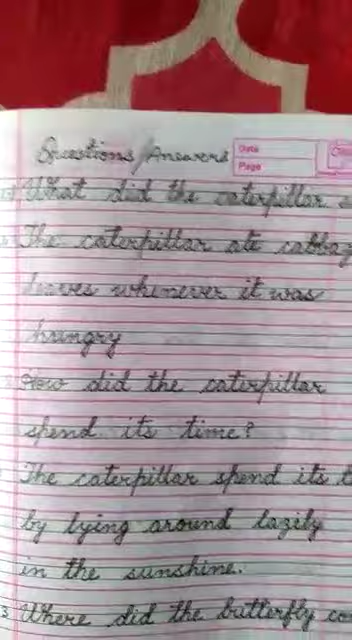 Questions/Answers
Date
Page
What did the caterpillar
The caterpillar ate cabbag
leaves whenever it was
hungry
How did the caterpillar
spend its time?
The caterpillar spend its t
by lying around lazily
in the sunshine.
3 Where did the butterfly co